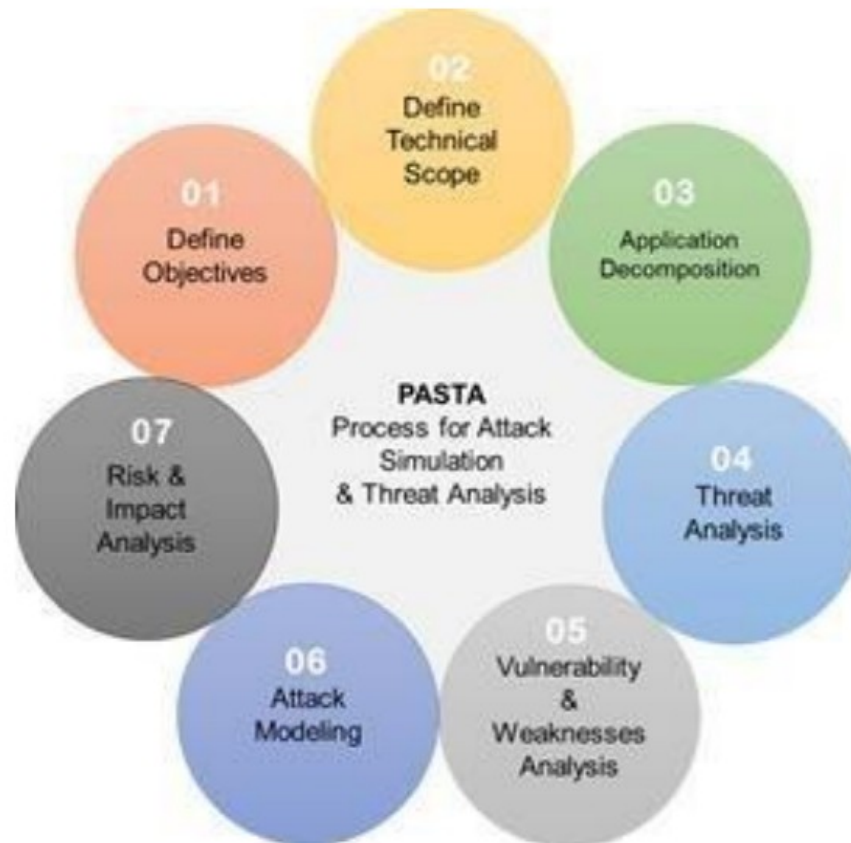 01
Define
Objectives
02
Define
Technical
Scope
03
Application
Decomposition
04
Threat
Analysis
05
Vulnerability
&
Weaknesses
Analysis
06
Attack
Modeling
07
Risk &
Impact
Analysis
PASTA
Process for Attack
Simulation
& Threat Analysis